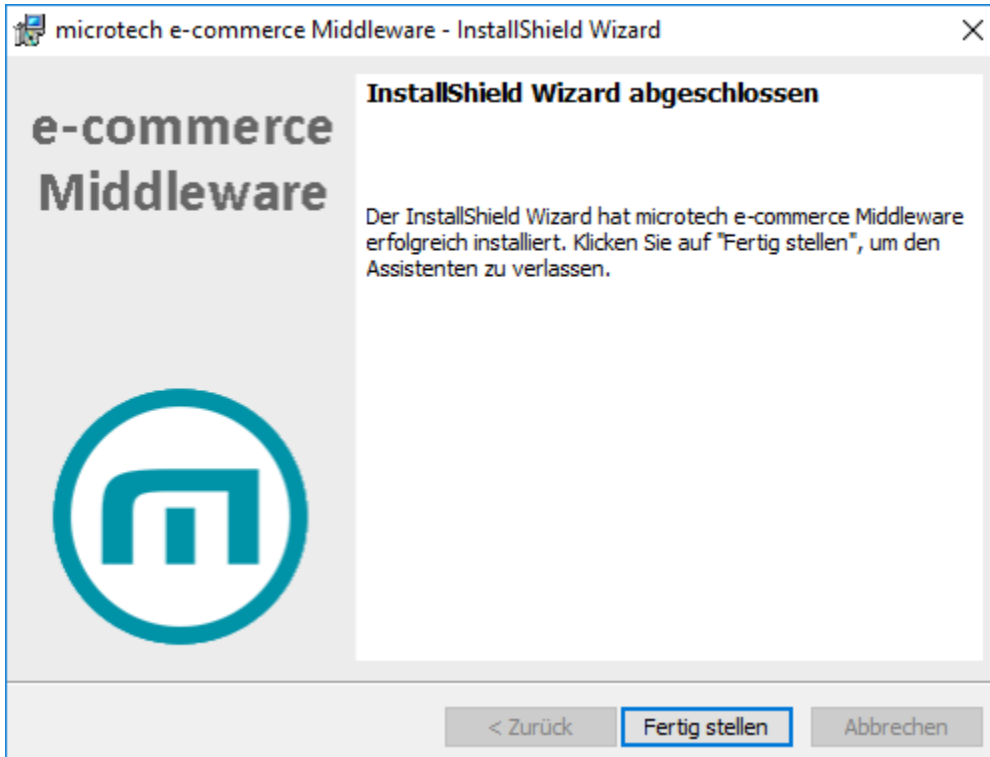 microtech e-commerce Middleware - InstallShield Wizard
e-commerce
Middleware
InstallShield Wizard abgeschlossen
Der InstallShield Wizard hat microtech e-commerce Middleware
erfolgreich installiert. Klicken Sie auf "Fertig stellen", um den
Assistenten zu verlassen.
< Zurück
Fertig stellen
Abbrechen